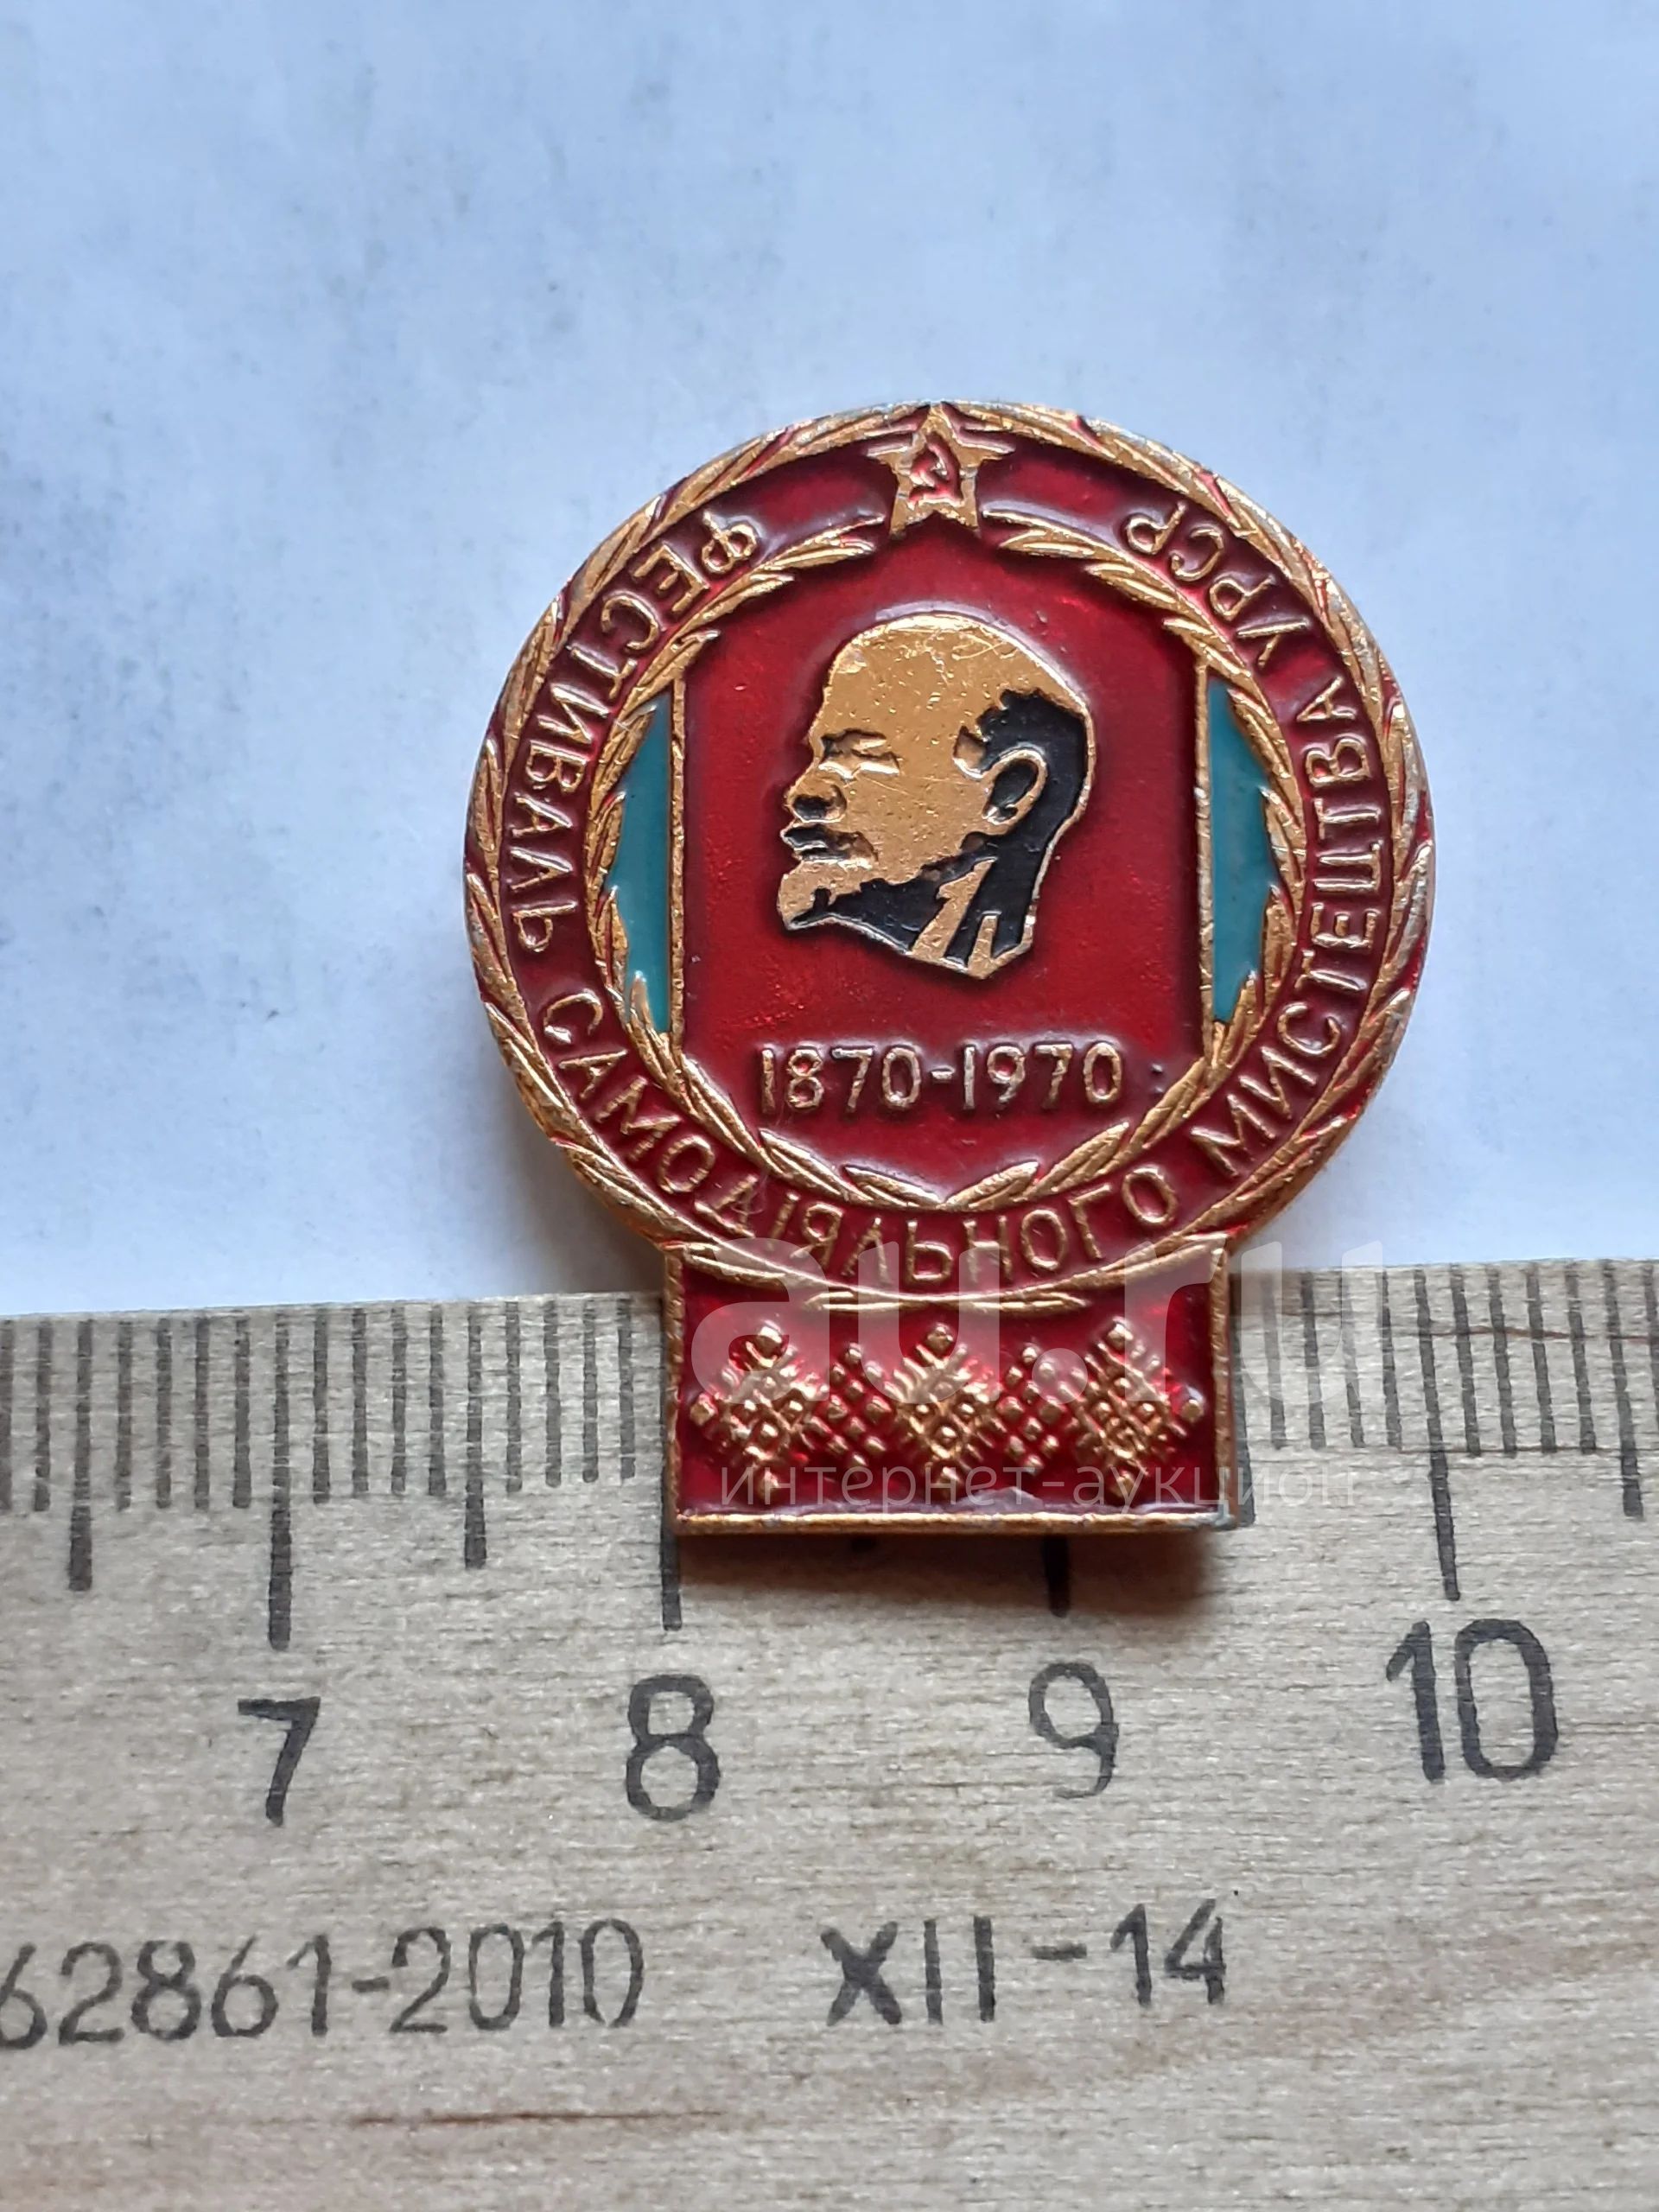 ФЕСТИВАЛЬ САМОДІЯЛЬНОГО МИСТЕЦТВА УРСР
1870-1970
au.ru
интернет-аукцион
7 8 9 10
62861-2010 XII-14